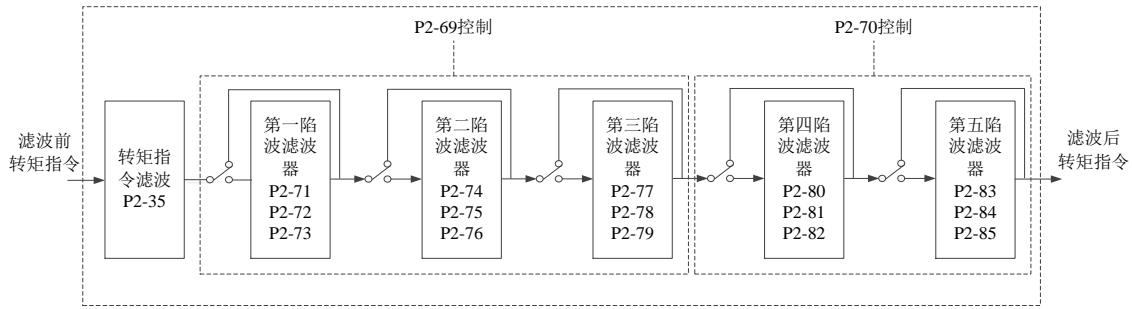 P2-69控制
P2-70控制
滤波前
转矩指令
转矩指
令滤波
P2-35
第一陷
波滤波
器
P2-71
P2-72
P2-73
第二陷
波滤波
器
P2-74
P2-75
P2-76
第三陷
波滤波
器
P2-77
P2-78
P2-79
第四陷
波滤波
器
P2-80
P2-81
P2-82
第五陷
波滤波
器
P2-83
P2-84
P2-85
滤波后
转矩指令